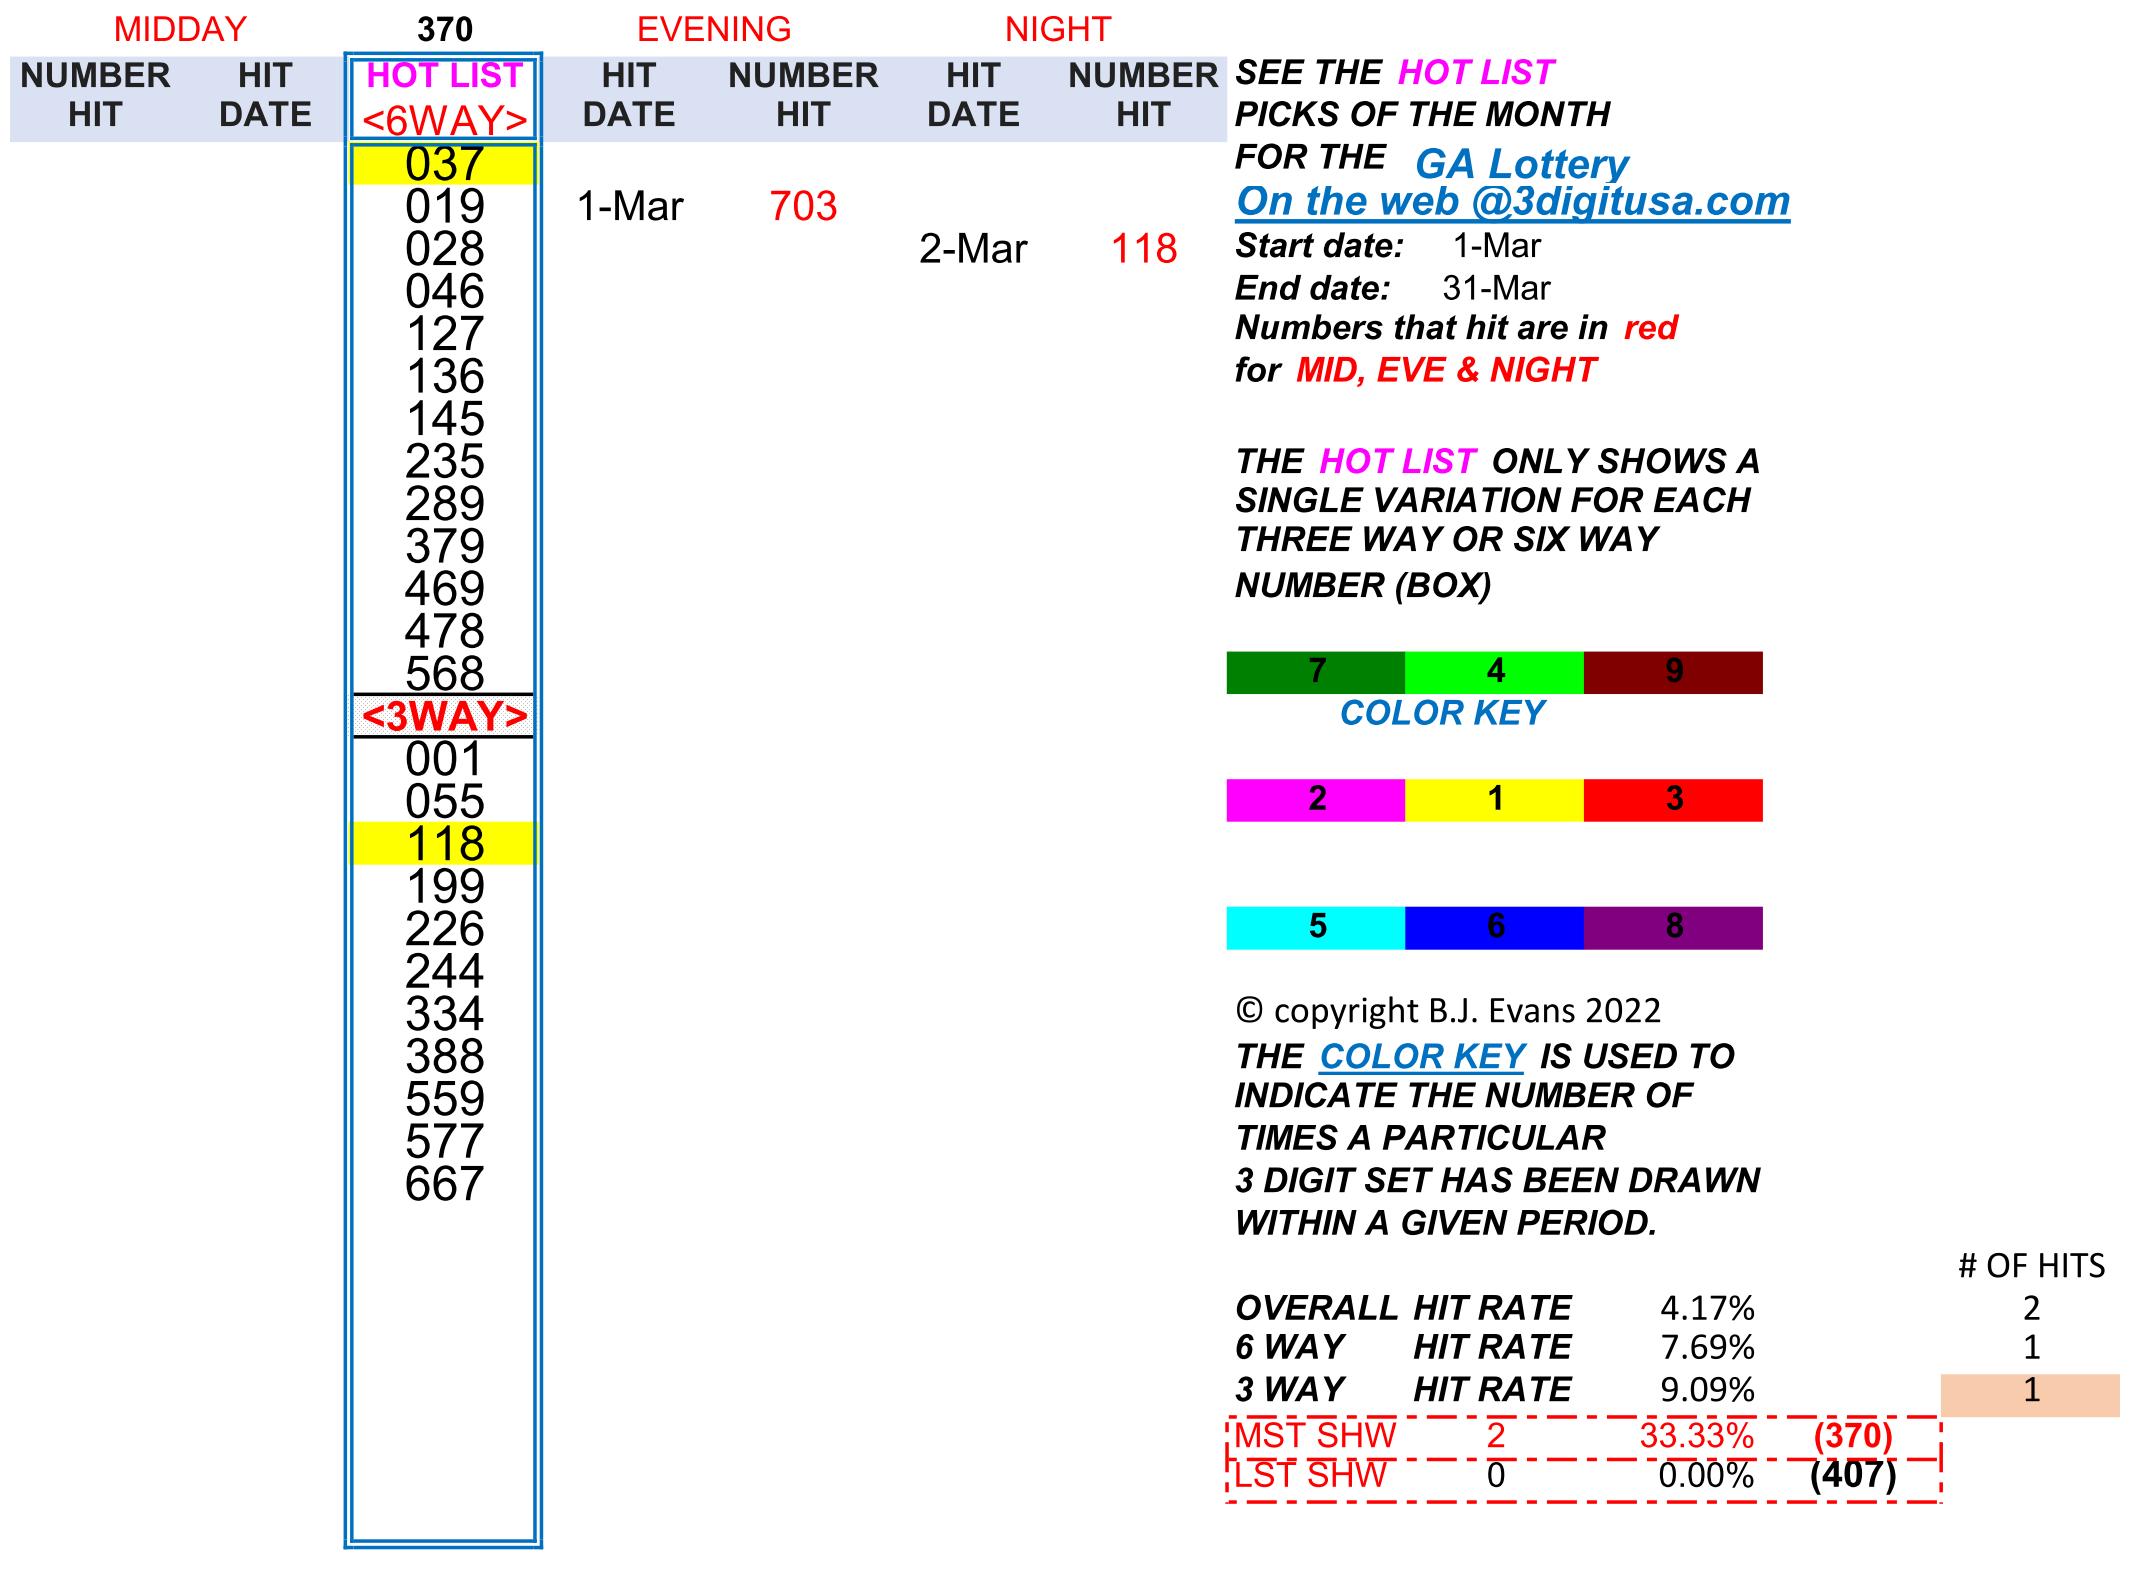 MIDDAY 370 EVENING NIGHT
NUMBER HIT HOT LIST HIT NUMBER HIT NUMBER
HIT DATE <6WAY> DATE HIT DATE HIT
037
019 1-Mar 703
028 2-Mar 118
046
127
136
145
235
289
379
469
478
568
<3WAY>
001
055
118
199
226
244
334
388
559
577
667
SEE THE HOT LIST
PICKS OF THE MONTH
FOR THE GA Lottery
On the web @3digitusa.com
Start date: 1-Mar
End date: 31-Mar
Numbers that hit are in red
for MID, EVE & NIGHT
THE HOT LIST ONLY SHOWS A
SINGLE VARIATION FOR EACH
THREE WAY OR SIX WAY
NUMBER (BOX)
7 4 9
COLOR KEY
2 1 3
5 6 8
© copyright B.J. Evans 2022
THE COLOR KEY IS USED TO
INDICATE THE NUMBER OF
TIMES A PARTICULAR
3 DIGIT SET HAS BEEN DRAWN
WITHIN A GIVEN PERIOD.
# OF HITS
OVERALL HIT RATE 4.17% 2
6 WAY HIT RATE 7.69% 1
3 WAY HIT RATE 9.09% 1
MST SHW 2 33.33% (370)
LST SHW 0 0.00% (407)